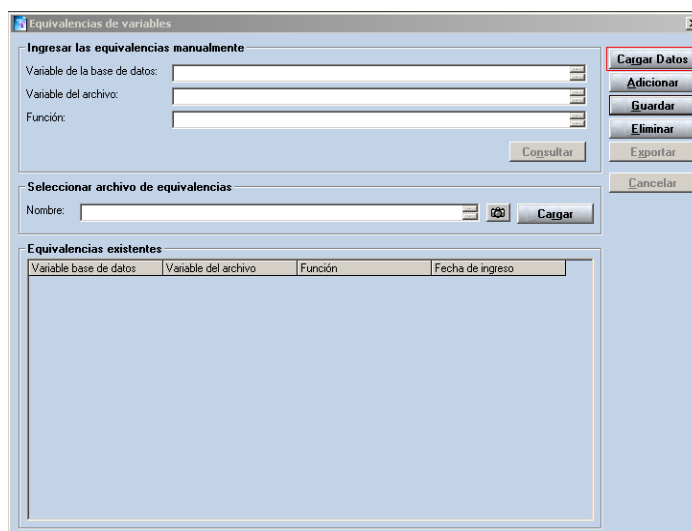 Equivalencias de variables
Ingresar las equivalencias manualmente
Variable de la base de datos:
Variable del archivo:
Función:
Consultar
Cargar Datos
Adicionar
Guardar
Eliminar
Exportar
Cancelar
Seleccionar archivo de equivalencias
Nombre:
Cargar
Equivalencias existentes
Variable base de datos Variable del archivo Función Fecha de ingreso